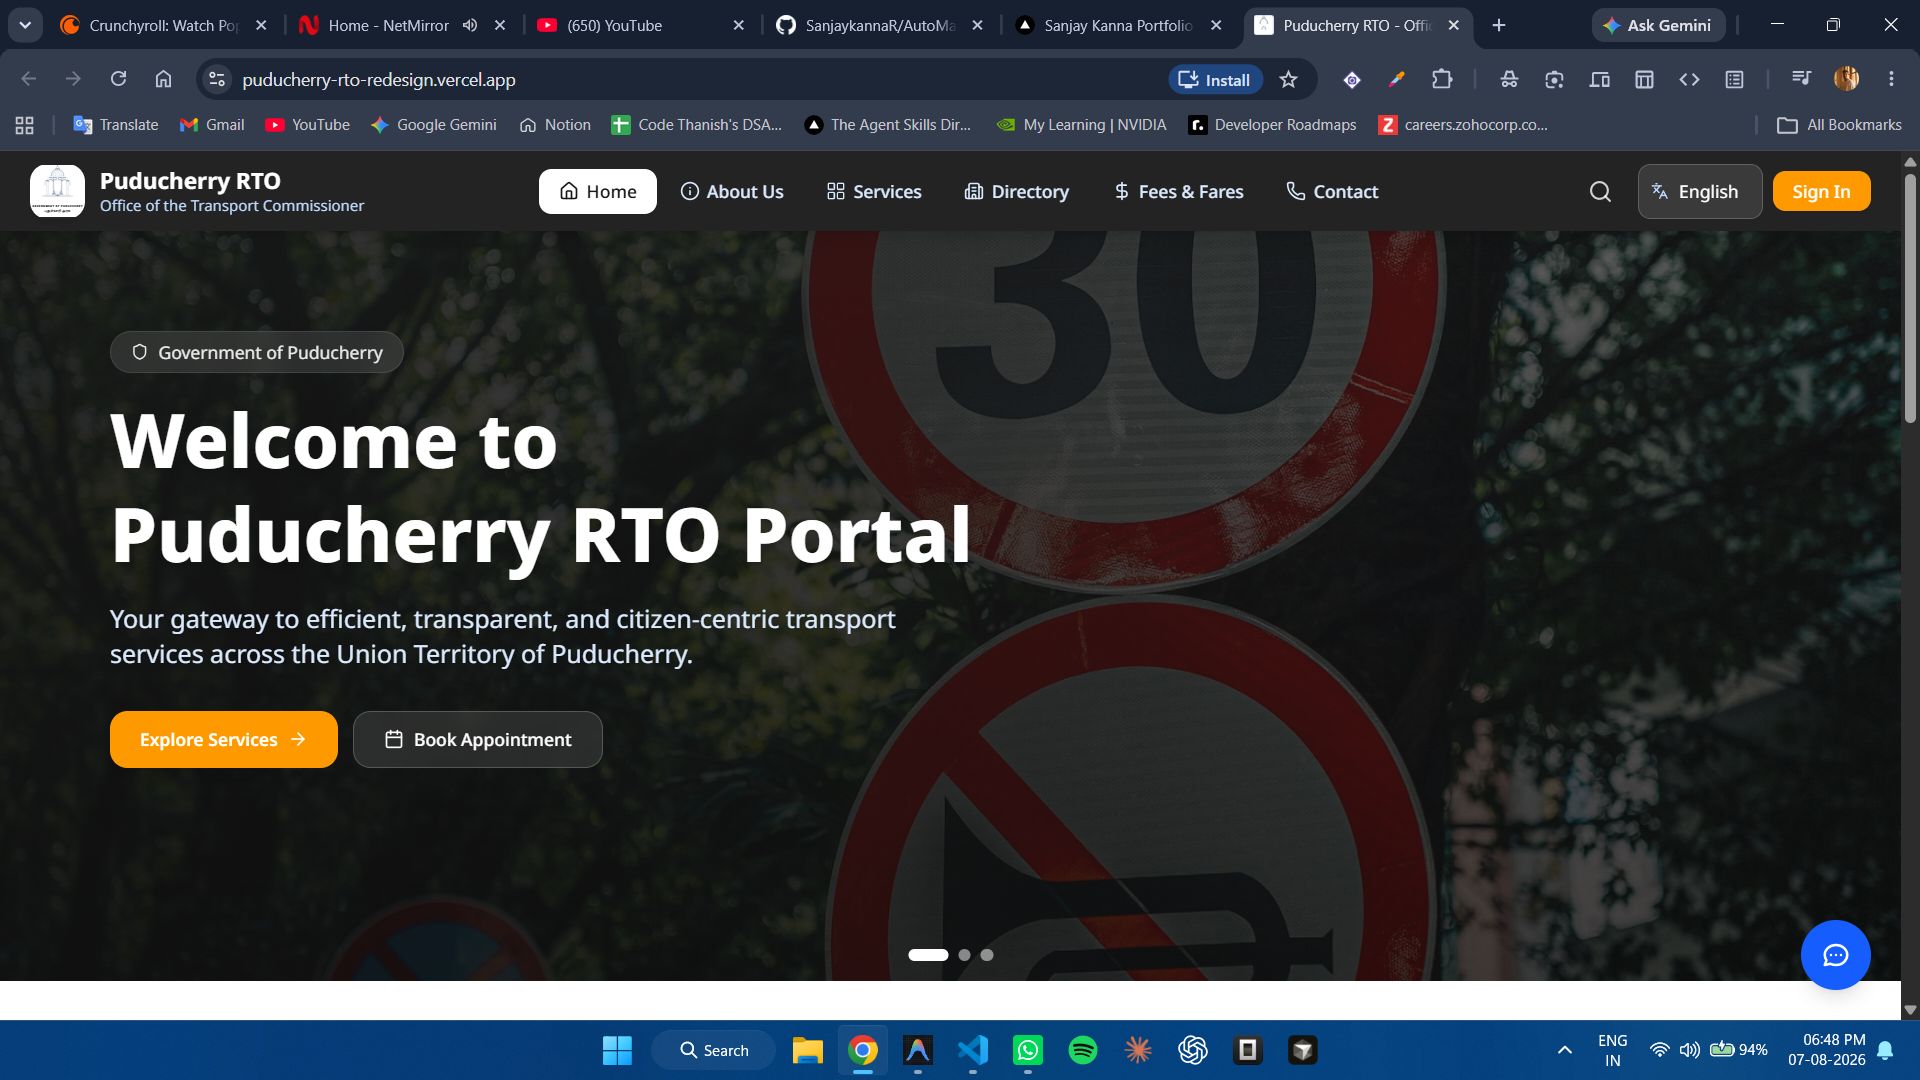 Crunchyroll: Watch Pop
Home - NetMirror
(650) YouTube
SanjaykannaR/AutoMa
Sanjay Kanna Portfolio
Puducherry RTO - Offi
Ask Gemini
puducherry-rto-redesign.vercel.app
Install
Translate
Gmail
YouTube
Google Gemini
Notion
Code Thanish's DSA...
The Agent Skills Dir...
My Learning | NVIDIA
Developer Roadmaps
careers.zohocorp.co...
All Bookmarks
Puducherry RTO
Office of the Transport Commissioner
Home
About Us
Services
Directory
Fees & Fares
Contact
English
Sign In
30
Government of Puducherry
Welcome to
Puducherry RTO Portal
Your gateway to efficient, transparent, and citizen-centric transport
services across the Union Territory of Puducherry.
Explore Services
Book Appointment
Search
ENG
IN
94%
06:48 PM
07-08-2026